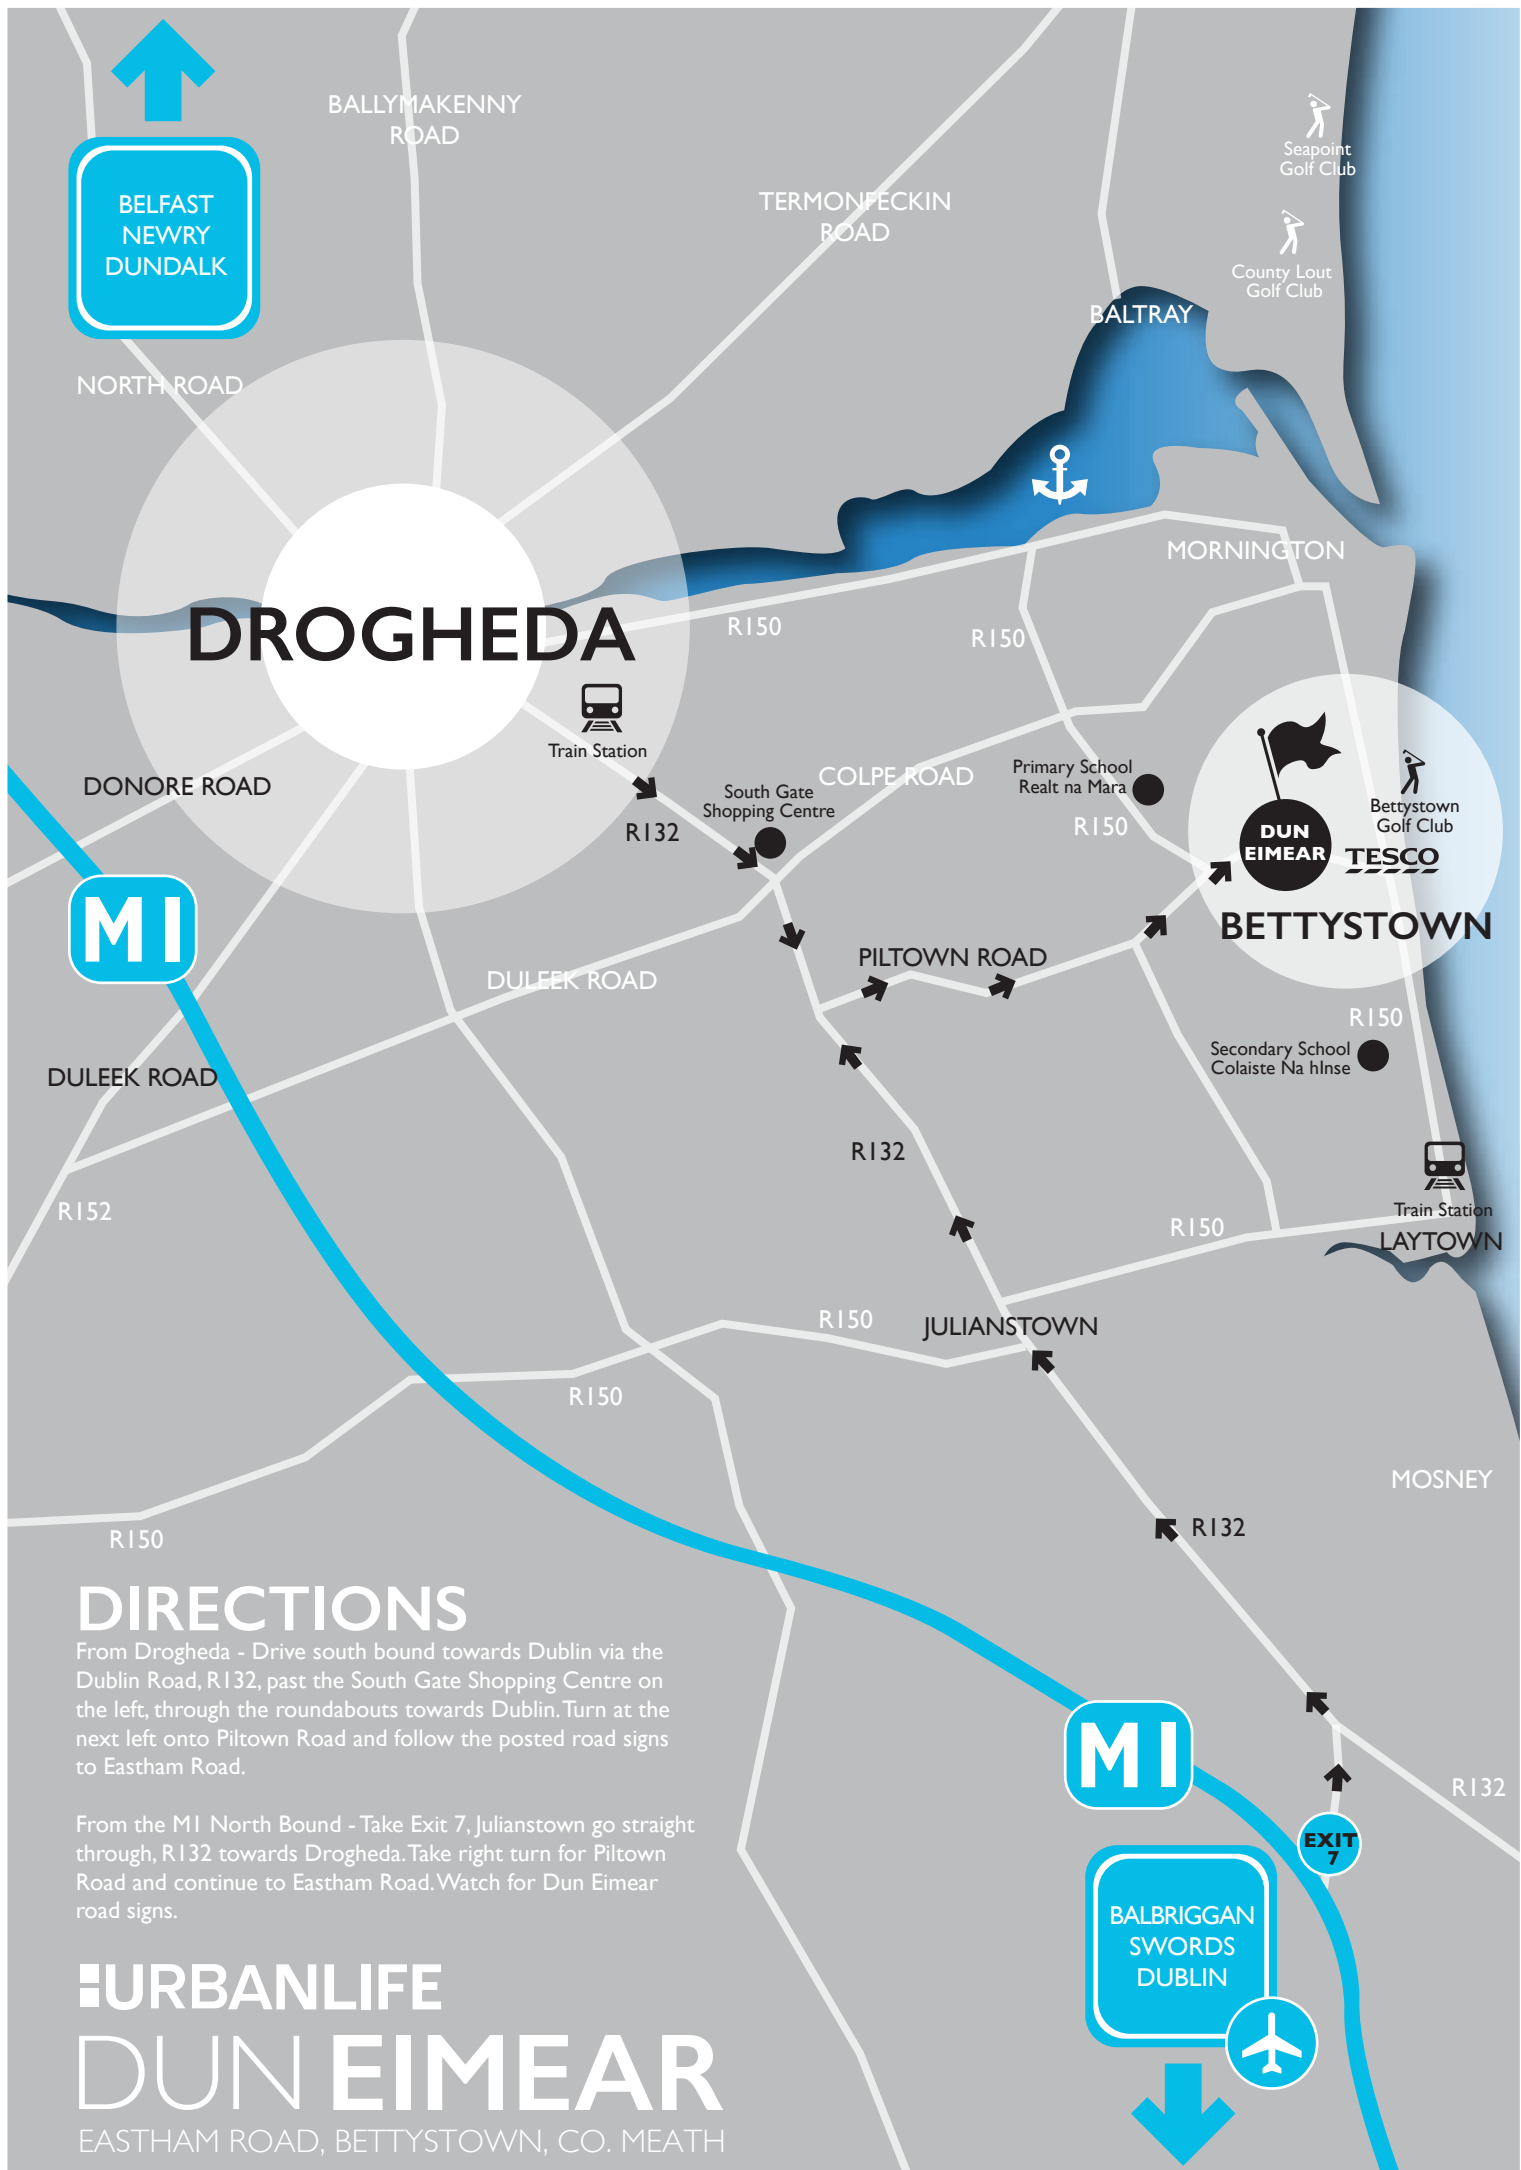 BALLYMAKENNY
ROAD
BELFAST
NEWRY
DUNDALK
TERMONFECKIN
ROAD
Seapoint
Golf Club
County Lout
Golf Club
BALTRAY
NORTH ROAD
MORNINGTON
DROGHEDA
R150
R150
Train Station
DONORE ROAD
South Gate
Shopping Centre
COLPE ROAD
Primary School
Realt na Mara
R132
R150
Bettystown
Golf Club
DUN
EIMEAR
TESCO
BETTYSTOWN
M1
PILTOWN ROAD
DULEEK ROAD
R150
Secondary School
Colaiste Na hInse
DULEEK ROAD
R132
R152
Train Station
R150
LAYTOWN
R150
JULIANSTOWN
R150
MOSNEY
R132
R150
DIRECTIONS
From Drogheda - Drive south bound towards Dublin via the
Dublin Road, R132, past the South Gate Shopping Centre on
the left, through the roundabouts towards Dublin. Turn at the
next left onto Piltown Road and follow the posted road signs
to Eastham Road.
From the M1 North Bound - Take Exit 7, Julianstown go straight
through, R132 towards Drogheda. Take right turn for Piltown
Road and continue to Eastham Road. Watch for Dun Eimear
road signs.
M1
R132
EXIT
7
BALBRIGGAN
SWORDS
DUBLIN
URBANLIFE
DUN EIMEAR
EASTHAM ROAD, BETTYSTOWN, CO. MEATH